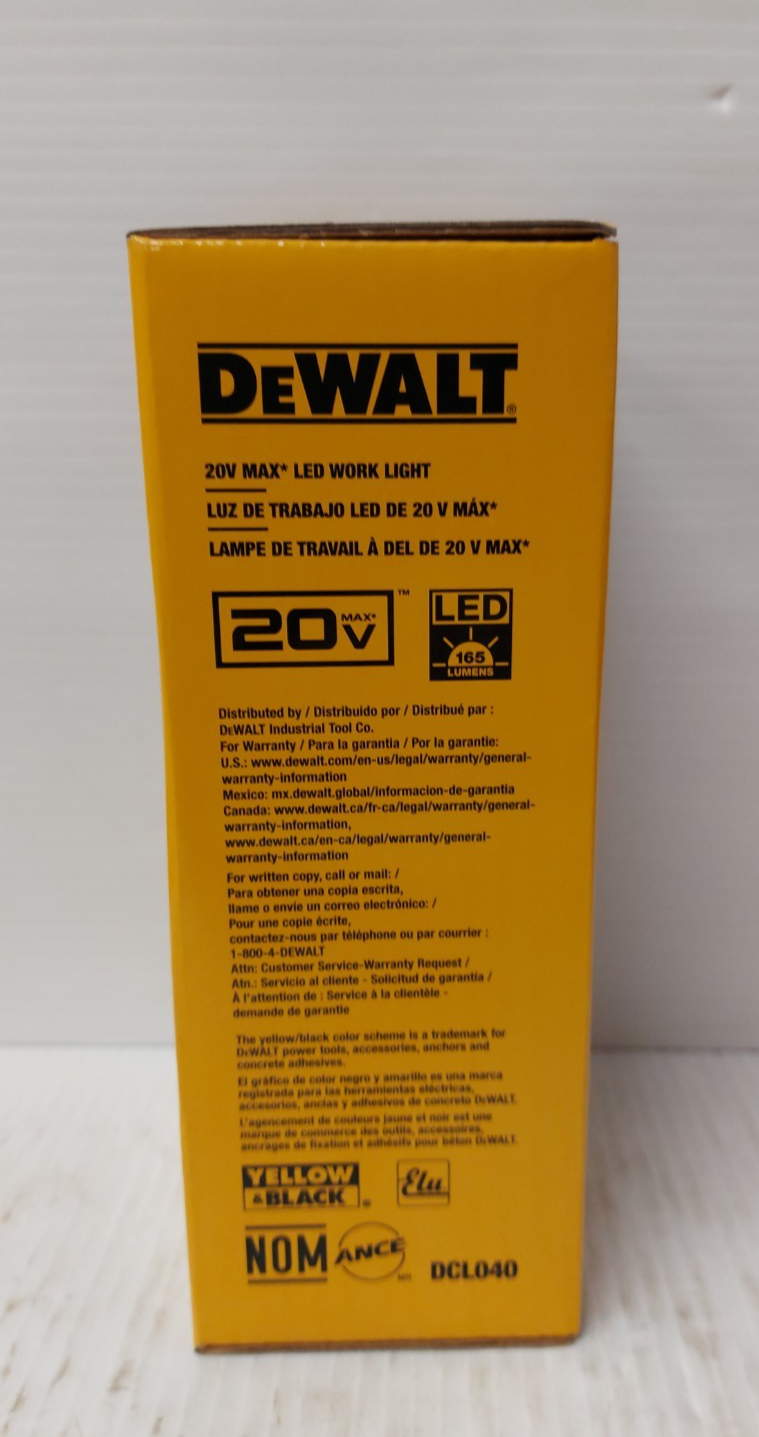 DEWALT®
20V MAX* LED WORK LIGHT
LUZ DE TRABAJO LED DE 20 V MÁX*
LAMPE DE TRAVAIL À DEL DE 20 V MAX*
20V MAX* ™
LED
165
LUMENS
Distributed by / Distribuido por / Distribué par :
DEWALT Industrial Tool Co.
For Warranty / Para la garantia / Por la garantie:
U.S.: www.dewalt.com/en-us/legal/warranty/general-
warranty-information
Mexico: mx.dewalt.global/informacion-de-garantia
Canada: www.dewalt.ca/fr-ca/legal/warranty/general-
warranty-information,
www.dewalt.ca/en-ca/legal/warranty/general-
warranty-information
For written copy, call or mail: /
Para obtener una copia escrita,
llame o envíe un correo electrónico: /
Pour une copie écrite,
contactez-nous par téléphone ou par courrier :
1-800-4-DEWALT
Attn: Customer Service-Warranty Request /
Atn.: Servicio al cliente - Solicitud de garantía /
À l'attention de : Service à la clientèle -
demande de garantie
The yellow/black color scheme is a trademark for
DEWALT power tools, accessories, anchors and
concrete adhesives.
El gráfico de color negro y amarillo es una marca
registrada para las herramientas eléctricas,
accesorios, anclas y adhesivos de concreto DEWALT.
L'agencement de couleurs jaune et noir est une
marque de commerce des outils, accessoires,
ancrages de fixation et adhésifs pour béton DEWALT.
YELLOW
&BLACK
Elu
NOM
ANCE
DCL040